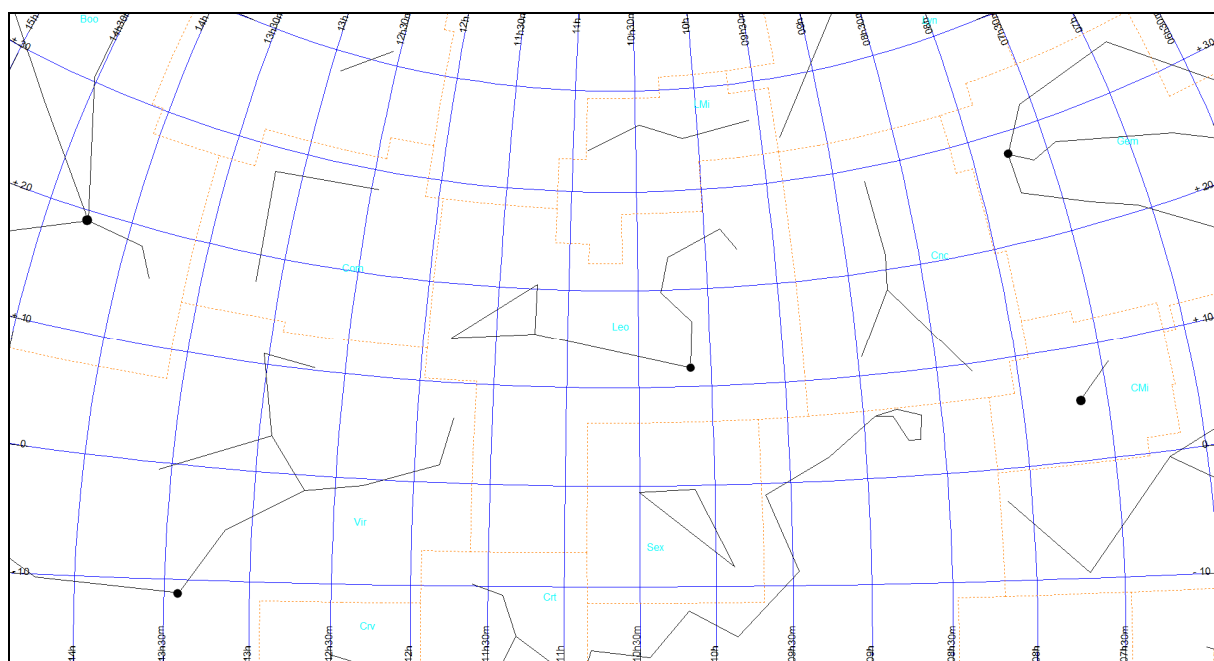 15h
Boo
14h30m
14h
13h30m
13h
12h30m
12h
11h30m
11h
10h30m
10h
09h30m
09h
08h30m
08h
07h30m
07h
06h30m
+ 30
+ 30
LMi
Gem
+ 20
+ 20
Com
Cnc
+ 10
Leo
+ 10
CMi
- 0
0
Vir
Sex
- 10
- 10
Crt
Crv
14h
13h30m
13h
12h30m
12h
11h30m
11h
10h30m
10h
09h30m
09h
08h30m
08h
07h30m